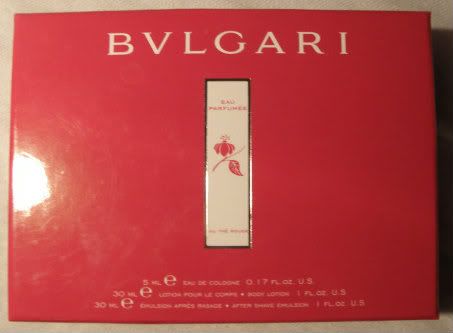 BVLGARI
EAU
PARFUMÉE
AU THÉ ROUGE
5 ML ℮ EAU DE COLOGNE 0.17 FL.OZ. U.S.
30 ML ℮ LOTION POUR LE CORPS • BODY LOTION 1 FL.OZ. U.S.
30 ML ℮ ÉMULSION APRÈS RASAGE • AFTER SHAVE EMULSION 1 FL.OZ. U.S.